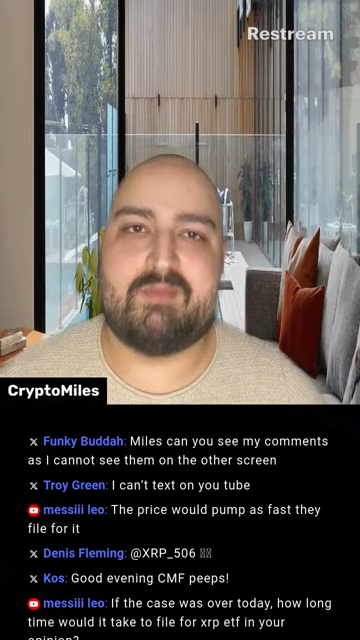 Restream
CryptoMiles
X Funky Buddah: Miles can you see my comments
as I cannot see them on the other screen
X Troy Green: I can't text on you tube
messiii leo: The price would pump as fast they
file for it
X Denis Fleming: @XRP_506
X Kos: Good evening CMF peeps!
messiii leo: If the case was over today, how long
time would it take to file for xrp etf in your
opinion?